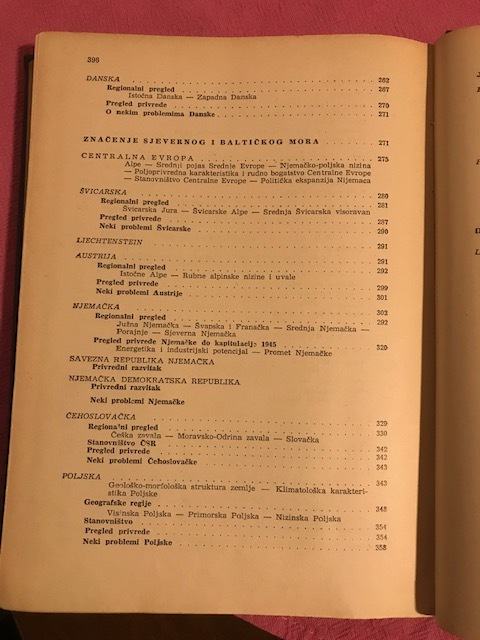 396
DANSKA 262
Regionalni pregled 267
Istočna Danska — Zapadna Danska
Pregled privrede 270
O nekim problemima Danske 271
ZNAČENJE SJEVERNOG I BALTIČKOG MORA 271
CENTRALNA EVROPA 275
Alpe — Srednji pojas Srednje Evrope — Njemačko-poljska nizina
— Poljoprivredna karakteristika i rudno bogatstvo Centralne Evrope
— Stanovništvo Centralne Evrope — Politička ekspanzija Nijemaca
ŠVICARSKA 280
Regionalni pregled 281
Švicarska Jura — Švicarske Alpe — Srednja Švicarska visoravan
Pregled privrede 287
Neki problemi Švicarske 290
LIECHTENSTEIN 291
AUSTRIJA 291
Regionalni pregled 292
Istočne Alpe — Rubne alpinske nizine i uvale
Pregled privrede 299
Neki problemi Austrije 301
NJEMAČKA 302
Regionalni pregled 292
Južna Njemačka — Švapska i Franačka — Srednja Njemačka —
Porajnje — Sjeverna Njemačka
Pregled privrede Njemačke do kapitulacije 1945 320
Energetika i industrijski potencijal — Promet Njemačke
SAVEZNA REPUBLIKA NJEMAČKA
Privredni razvitak
NJEMAČKA DEMOKRATSKA REPUBLIKA
Privredni razvitak
Neki problemi Njemačke
ČEHOSLOVAČKA 329
Regionalni pregled 330
Češka zavala — Moravsko-Odrina zavala — Slovačka
Stanovništvo ČSR 342
Pregled privrede 342
Neki problemi Čehoslovačke 343
POLJSKA 343
Geološko-morfološka struktura zemlje — Klimatološka karakteri-
stika Poljske
Geografske regije 348
Visinska Poljska — Primorska Poljska — Nizinska Poljska
Stanovništvo 354
Pregled privrede 354
Neki problemi Poljske 358